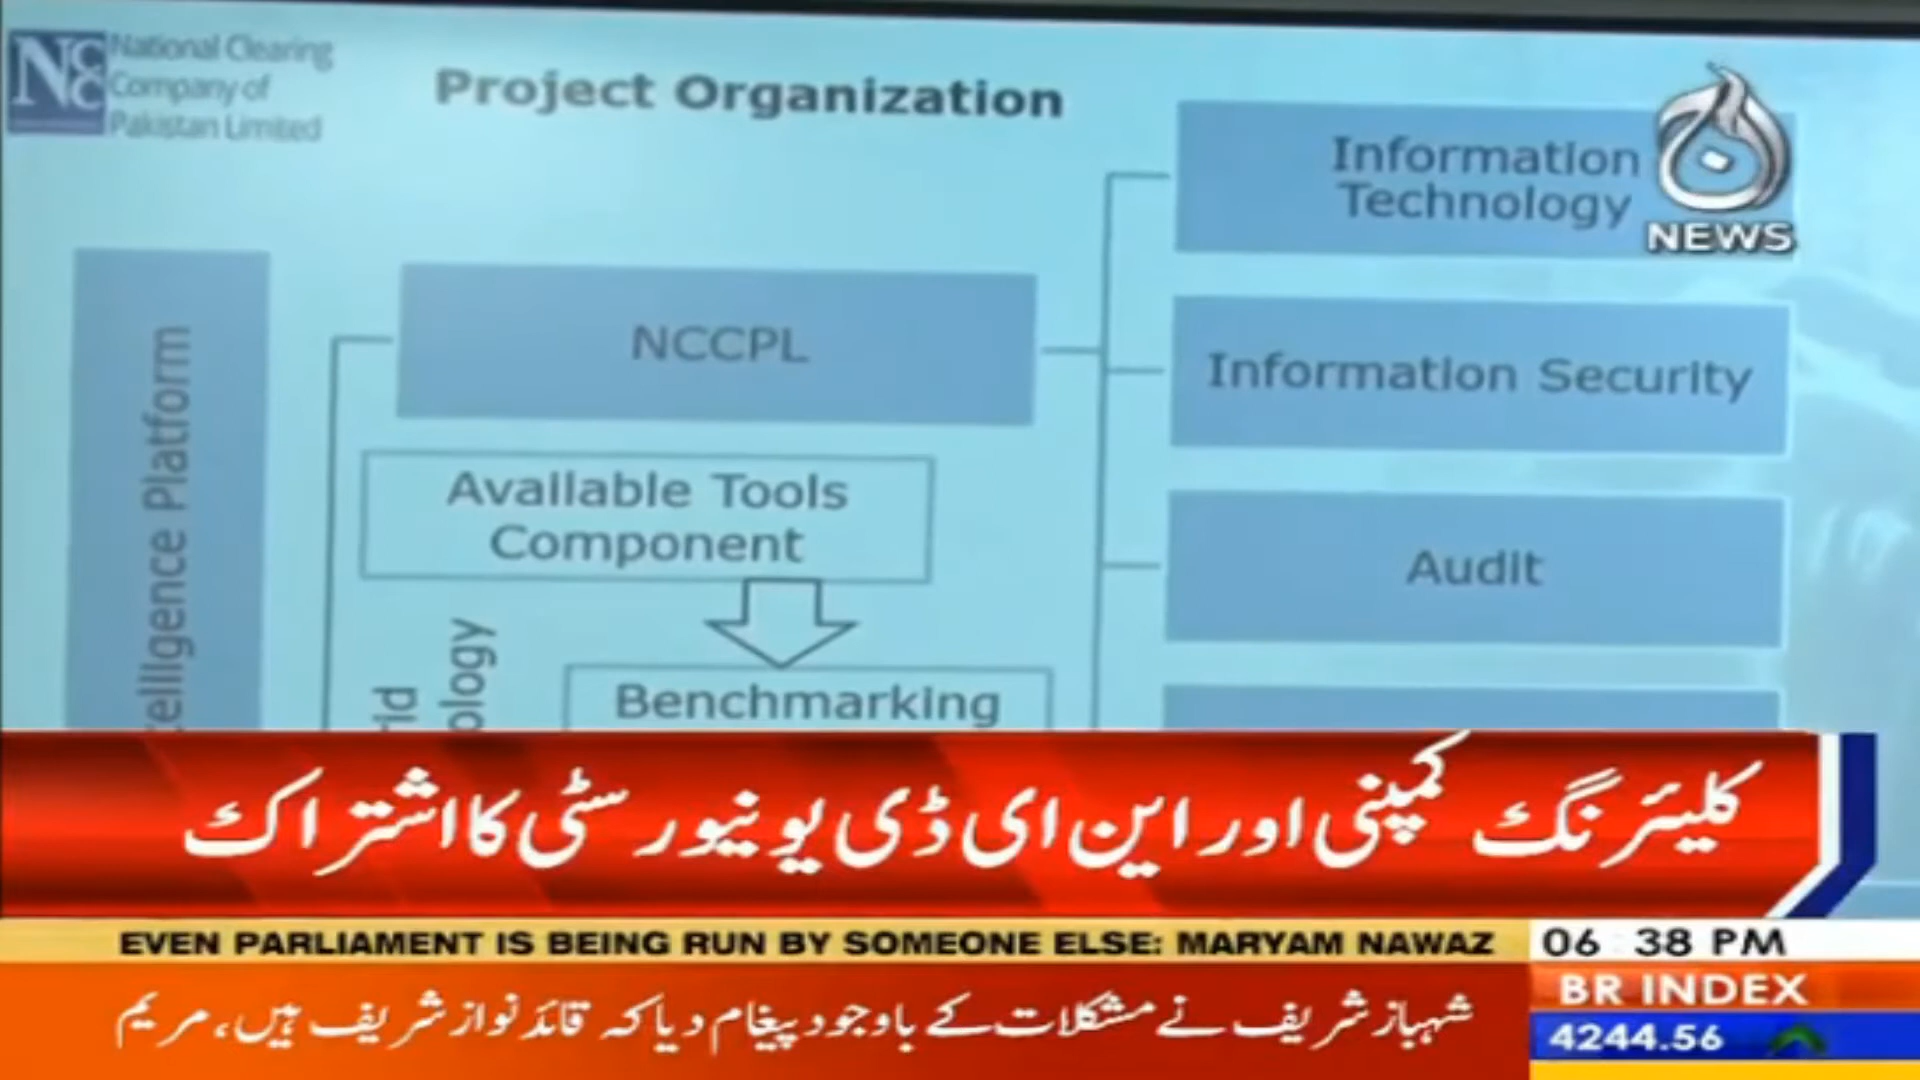 National Clearing
Company of
Pakistan Limited
Project Organization
Information
Technology
NEWS
NCCPL
Information Security
Available Tools
Component
Audit
Intelligence Platform
Benchmarking
کلیئرنگ کمپنی اور این ای ڈی یونیورسٹی کا اشتراک
EVEN PARLIAMENT IS BEING RUN BY SOMEONE ELSE: MARYAM NAWAZ
06 38 PM
BR INDEX
شہباز شریف نے مشکلات کے باوجود پیغام دیا کہ قائد نواز شریف ہیں، مریم
4244.56